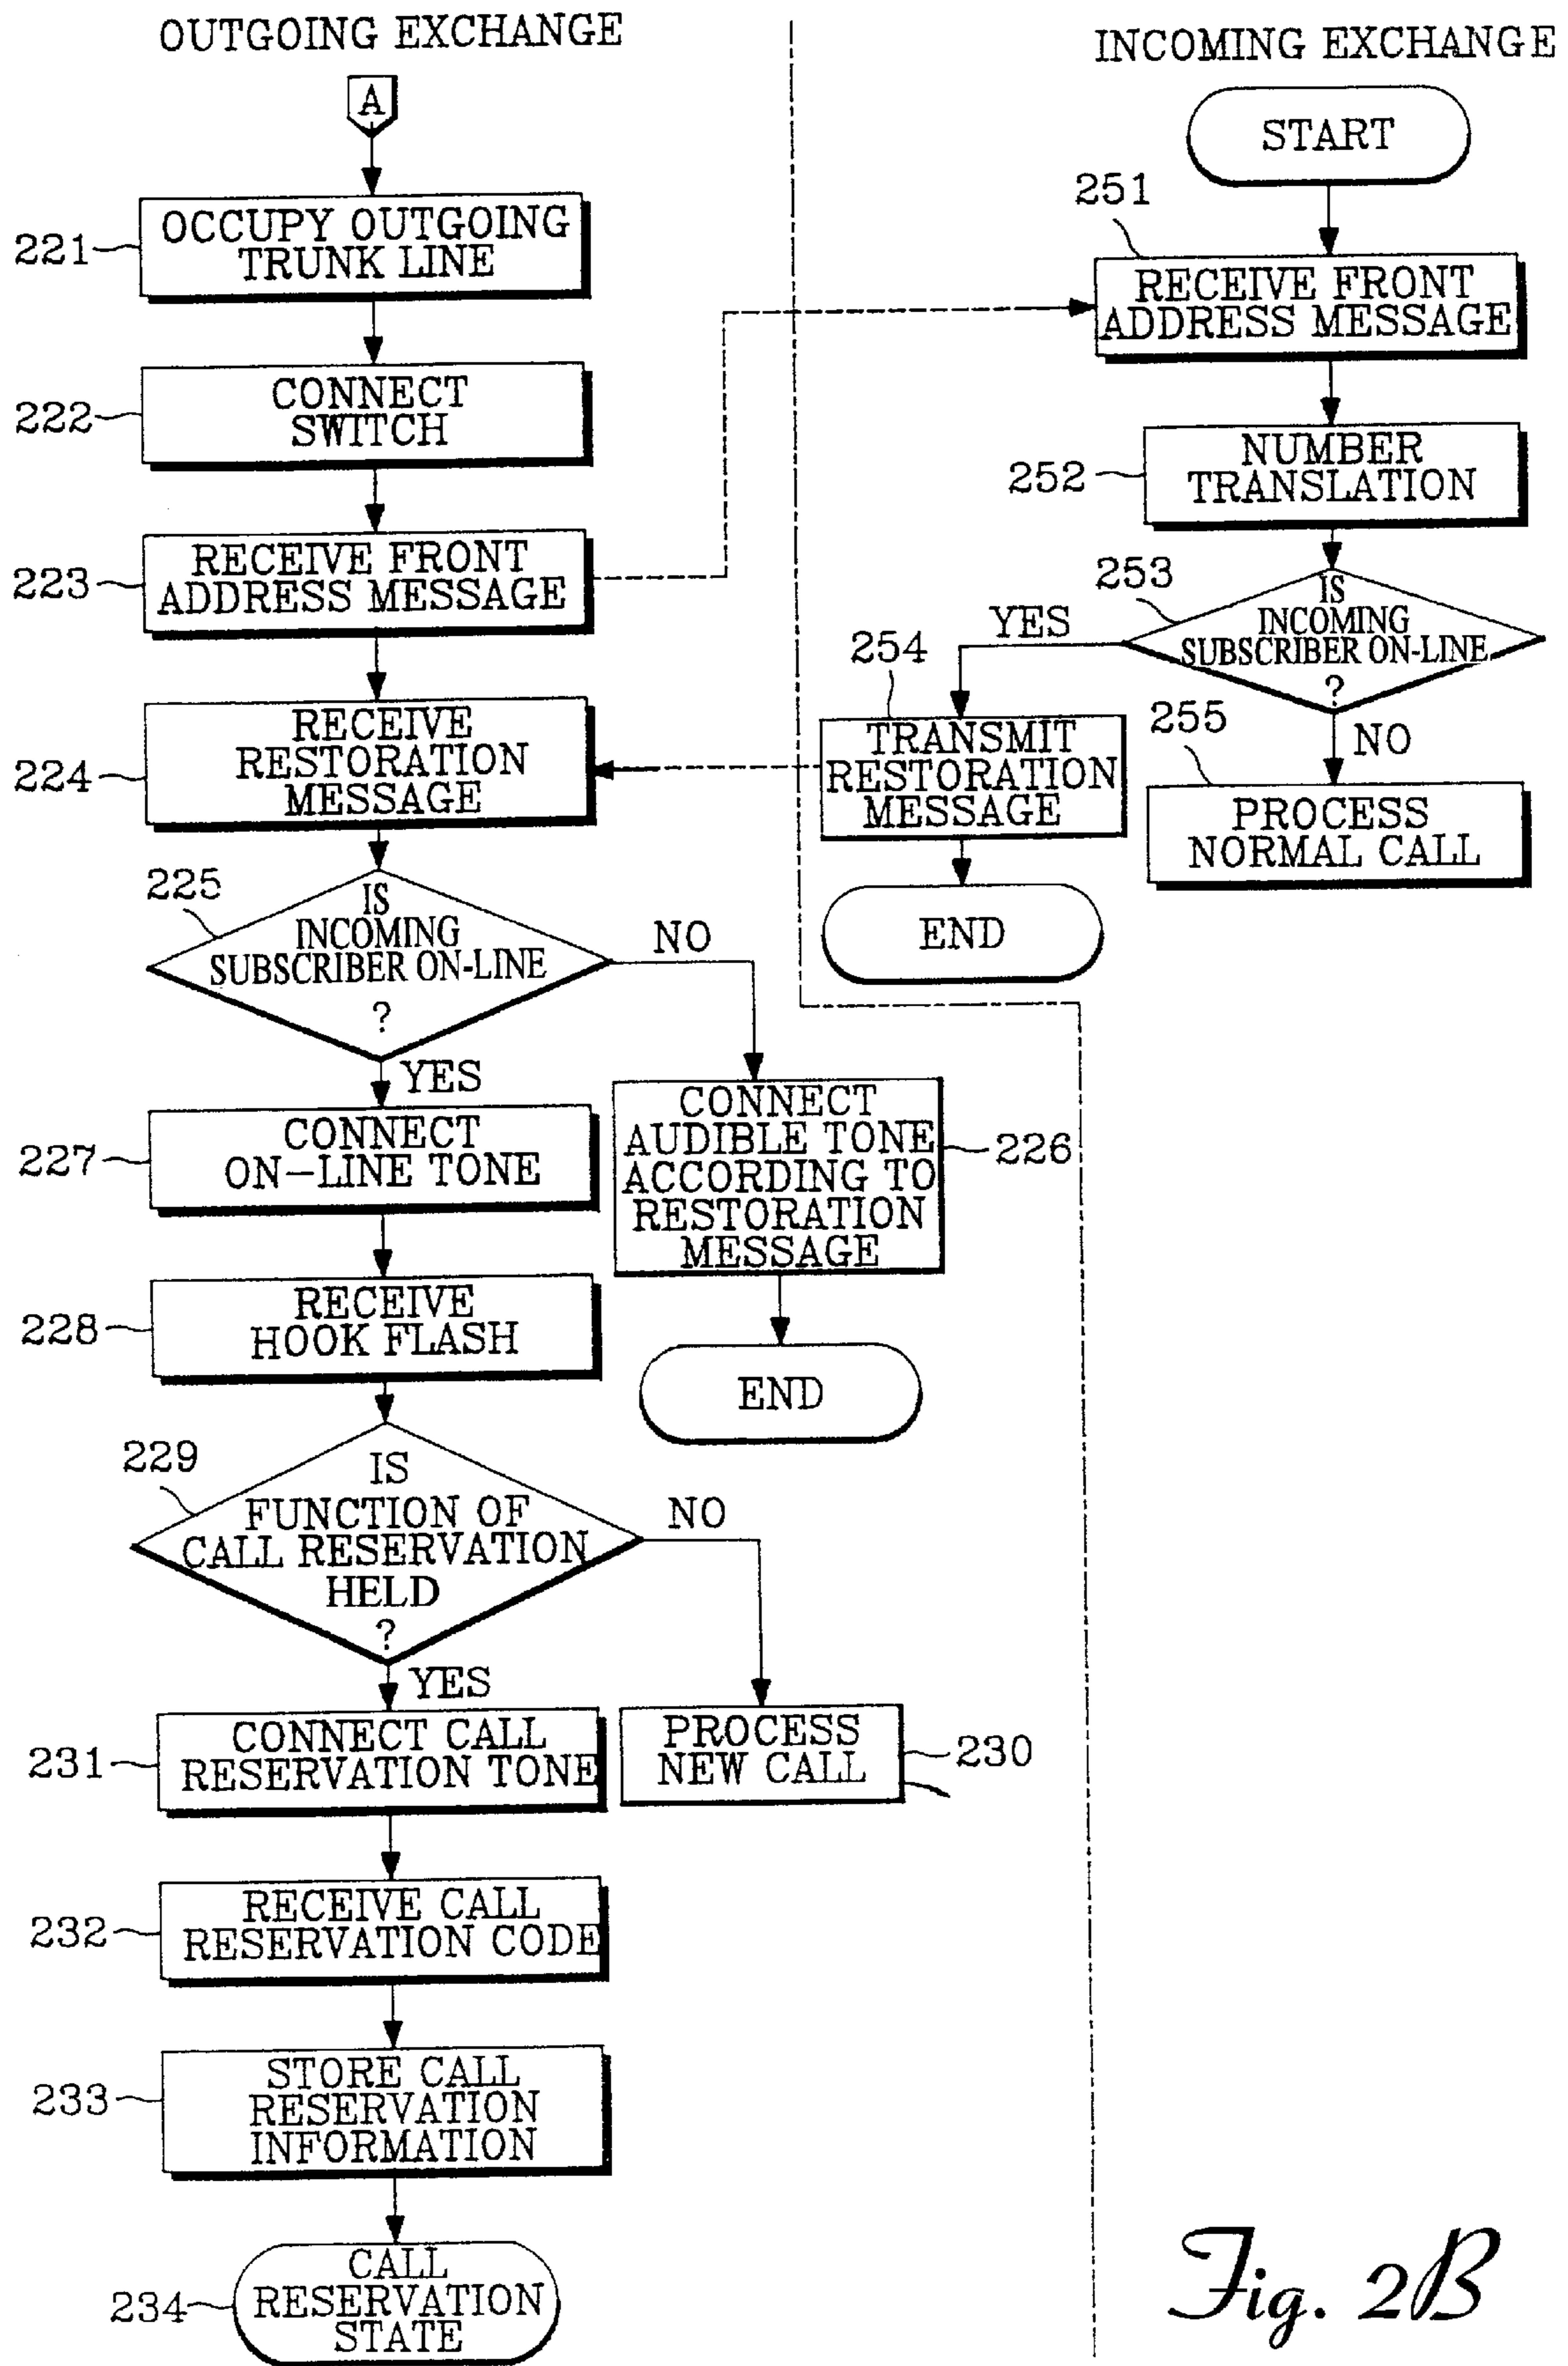 OUTGOING EXCHANGE
A
221
OCCUPY OUTGOING
TRUNK LINE
222
CONNECT
SWITCH
223
RECEIVE FRONT
ADDRESS MESSAGE
224
RECEIVE
RESTORATION
MESSAGE
225
IS
INCOMING
SUBSCRIBER ON-LINE
?
NO
YES
CONNECT
AUDIBLE TONE
ACCORDING TO
RESTORATION
MESSAGE
226
END
227
CONNECT
ON-LINE TONE
228
RECEIVE
HOOK FLASH
229
IS
FUNCTION OF
CALL RESERVATION
HELD
?
NO
YES
PROCESS
NEW CALL
230
231
CONNECT CALL
RESERVATION TONE
232
RECEIVE CALL
RESERVATION CODE
233
STORE CALL
RESERVATION
INFORMATION
234
CALL
RESERVATION
STATE
INCOMING EXCHANGE
START
251
RECEIVE FRONT
ADDRESS MESSAGE
252
NUMBER
TRANSLATION
253
IS
INCOMING
SUBSCRIBER ON-LINE
?
YES
NO
254
TRANSMIT
RESTORATION
MESSAGE
END
255
PROCESS
NORMAL CALL
Fig. 2B